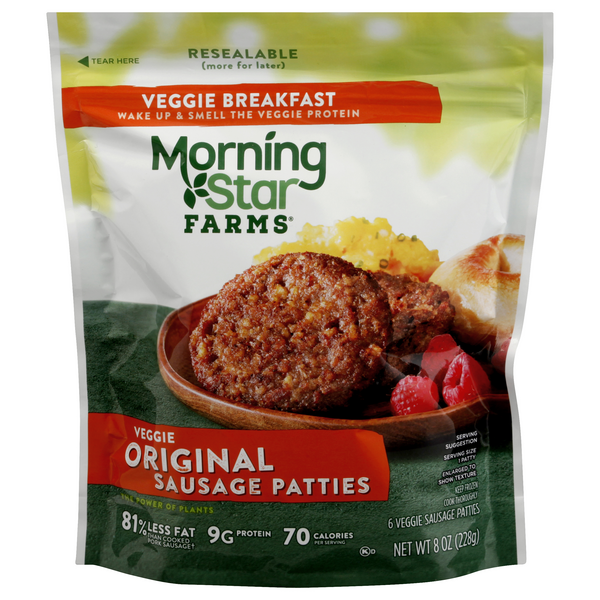 TEAR HERE
RESEALABLE
(more for later)
VEGGIE BREAKFAST
WAKE UP & SMELL THE VEGGIE PROTEIN
Morning
Star
FARMS®
SERVING
SUGGESTION
SERVING SIZE
1 PATTY
ENLARGED TO
SHOW TEXTURE
KEEP FROZEN
COOK THOROUGHLY
VEGGIE
ORIGINAL
SAUSAGE PATTIES
THE POWER OF PLANTS
81% LESS FAT
THAN COOKED
PORK SAUSAGE†
9G PROTEIN
70 CALORIES
PER SERVING
K D
6 VEGGIE SAUSAGE PATTIES
NET WT 8 OZ (228g)